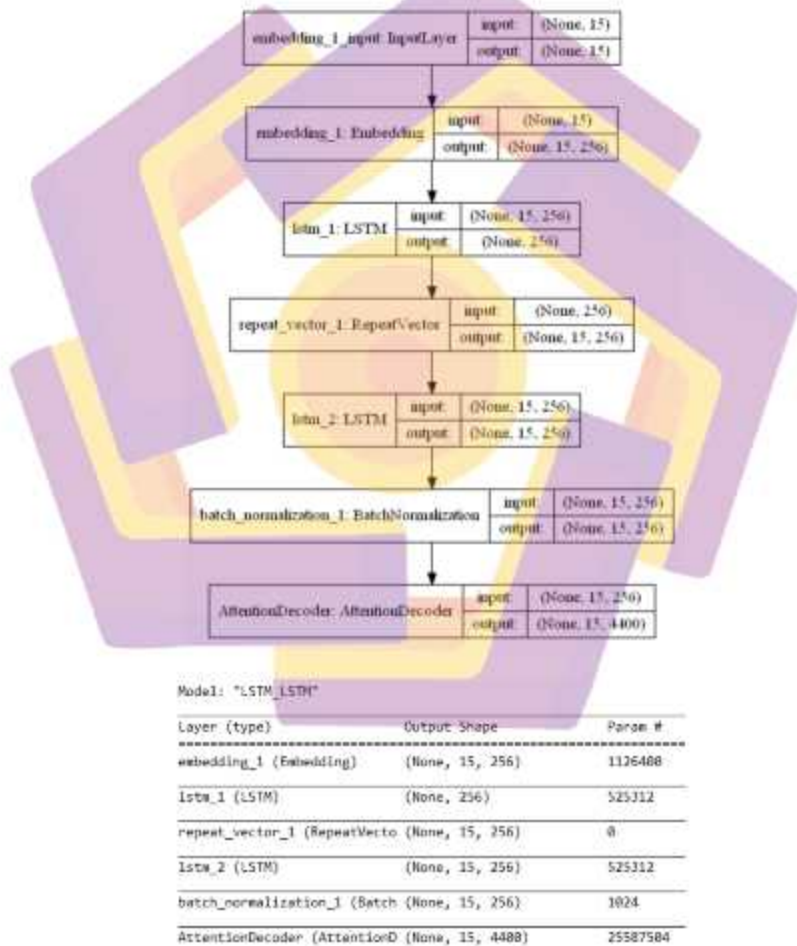 embedding_1_input: InputLayer input: (None, 15)
output: (None, 15)
embedding_1: Embedding input: (None, 15)
output: (None, 15, 256)
lstm_1: LSTM input: (None, 15, 256)
output: (None, 256)
repeat_vector_1: RepeatVector input: (None, 256)
output: (None, 15, 256)
lstm_2: LSTM input: (None, 15, 256)
output: (None, 15, 256)
batch_normalization_1: BatchNormalization input: (None, 15, 256)
output: (None, 15, 256)
AttentionDecoder: AttentionDecoder input: (None, 15, 256)
output: (None, 15, 4400)
Model: "LSTM_LSTM"
Layer (type) Output Shape Param #
embedding_1 (Embedding) (None, 15, 256) 1126400
lstm_1 (LSTM) (None, 256) 525312
repeat_vector_1 (RepeatVecto (None, 15, 256) 0
lstm_2 (LSTM) (None, 15, 256) 525312
batch_normalization_1 (Batch (None, 15, 256) 1024
AttentionDecoder (AttentionD (None, 15, 4400) 25587504